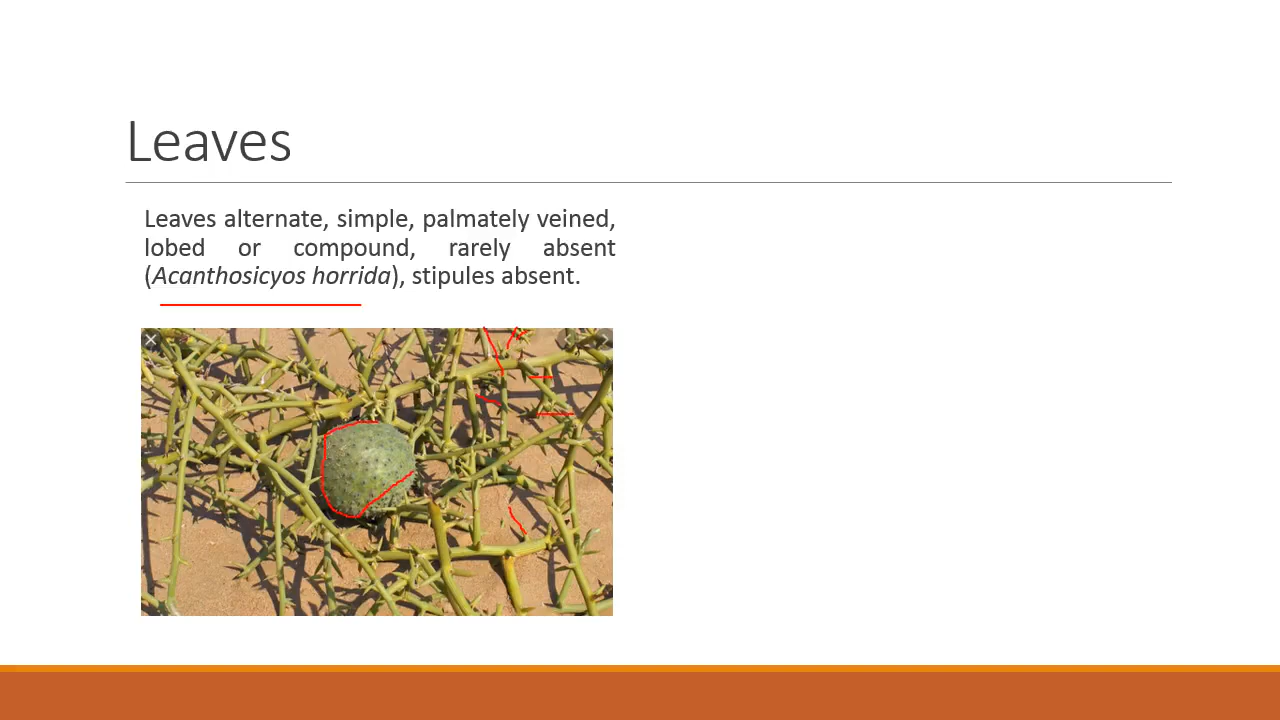 Leaves
Leaves alternate, simple, palmately veined,
lobed or compound, rarely absent
(Acanthosicyos horrida), stipules absent.